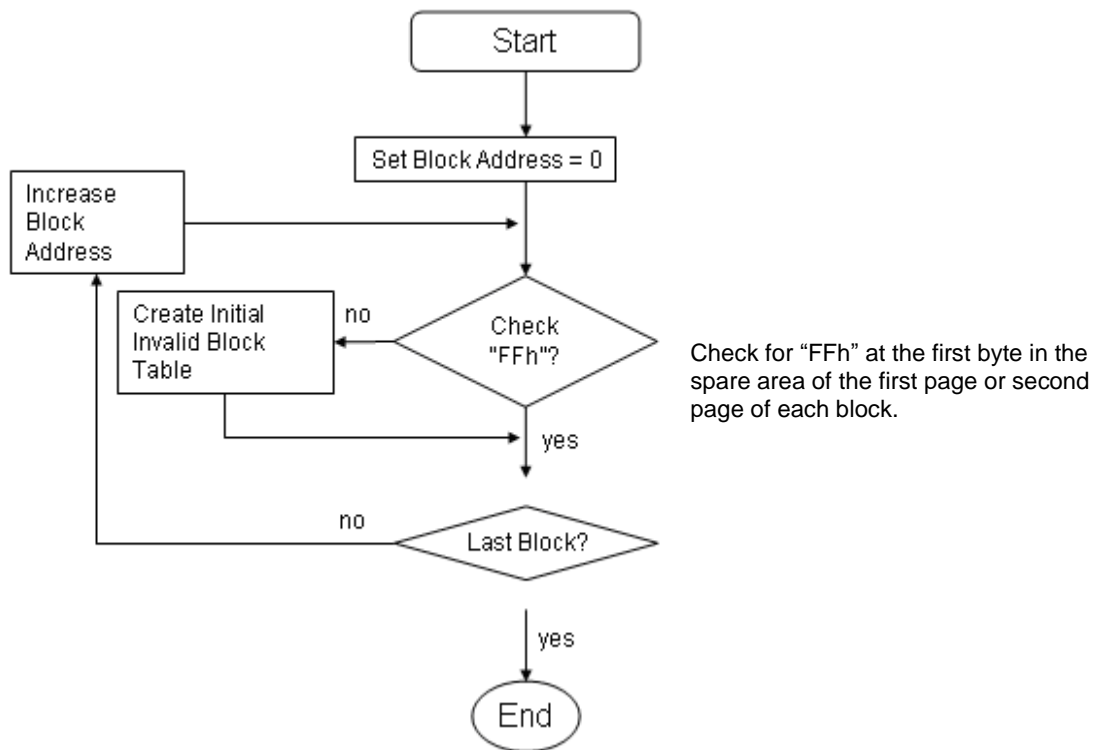 Start
Set Block Address = 0
Increase
Block
Address
Create Initial
Invalid Block
Table
no
Check
"FFh"?
Check for “FFh” at the first byte in the
spare area of the first page or second
page of each block.
yes
no
Last Block?
yes
End